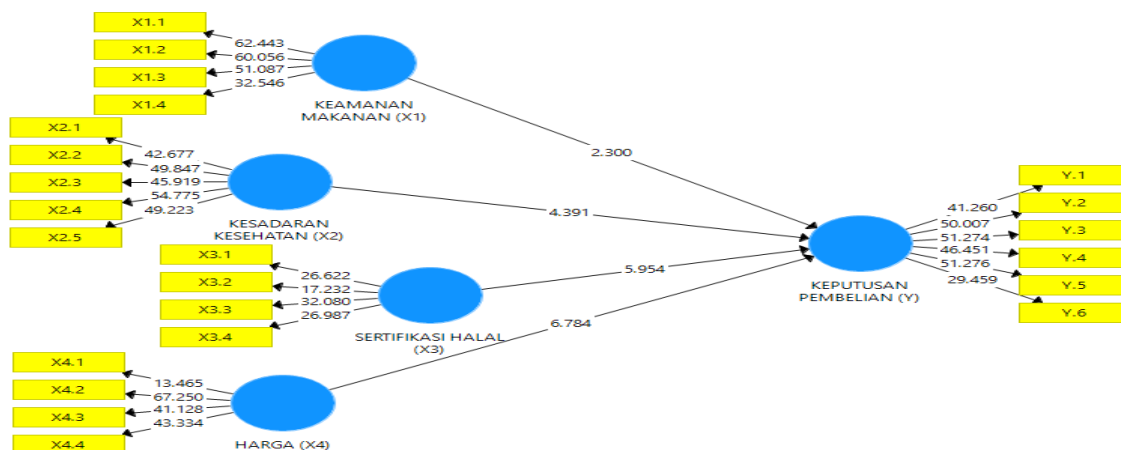 X1.1
X1.2
X1.3
X1.4
62.443
60.056
51.087
32.546
KEAMANAN
MAKANAN (X1)
2.300
X2.1
X2.2
X2.3
X2.4
X2.5
42.677
49.847
45.919
54.775
49.223
KESADARAN
KESEHATAN (X2)
4.391
X3.1
X3.2
X3.3
X3.4
26.622
17.232
32.080
26.987
SERTIFIKASI HALAL
(X3)
5.954
X4.1
X4.2
X4.3
X4.4
13.465
67.250
41.128
43.334
HARGA (X4)
6.784
KEPUTUSAN
PEMBELIAN (Y)
41.260
50.007
51.274
46.451
51.276
29.459
Y.1
Y.2
Y.3
Y.4
Y.5
Y.6